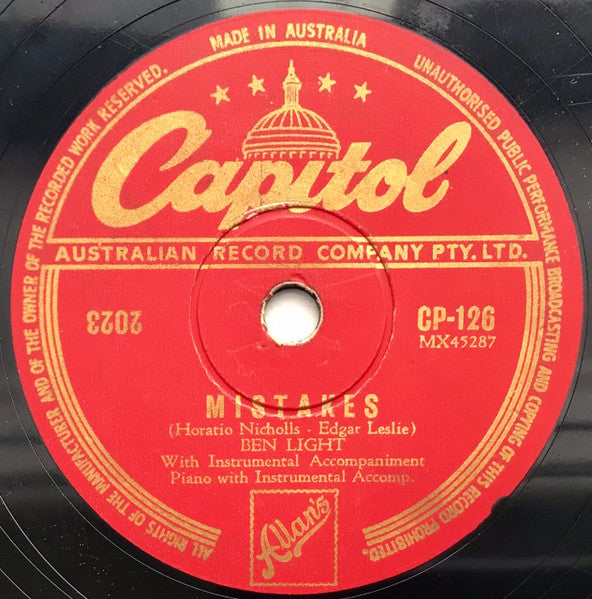 MADE IN AUSTRALIA
UNAUTHORISED PUBLIC PERFORMANCE BROADCASTING AND COPYING OF THIS RECORD PROHIBITED.
ALL RIGHTS OF THE MANUFACTURER AND OF THE OWNER OF THE RECORDED WORK RESERVED.
Capitol
AUSTRALIAN RECORD COMPANY PTY. LTD.
2023
CP-126
MX45287
MISTAKES
(Horatio Nicholls - Edgar Leslie)
BEN LIGHT
With Instrumental Accompaniment
Piano with Instrumental Accomp.
Allan's